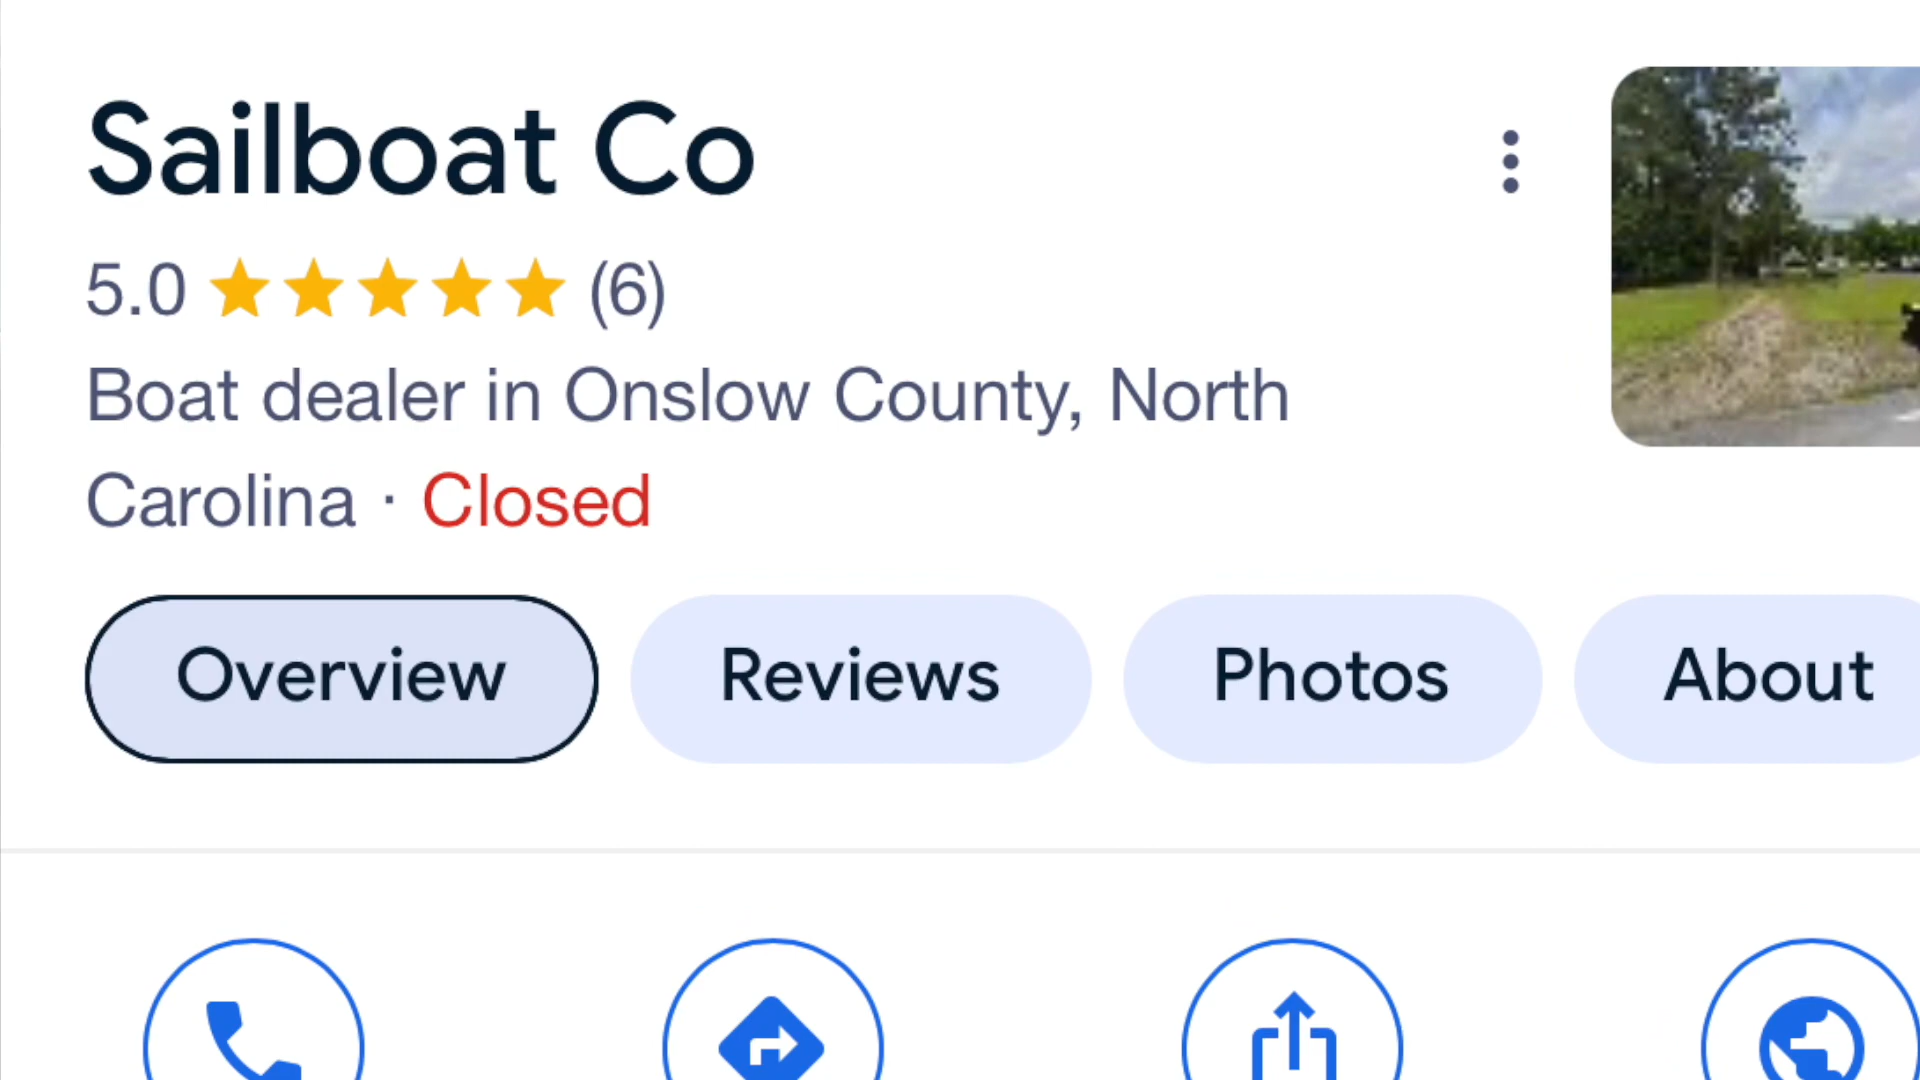 Sailboat Co
5.0 ★★★★★ (6)
Boat dealer in Onslow County, North
Carolina · Closed
Overview
Reviews
Photos
About